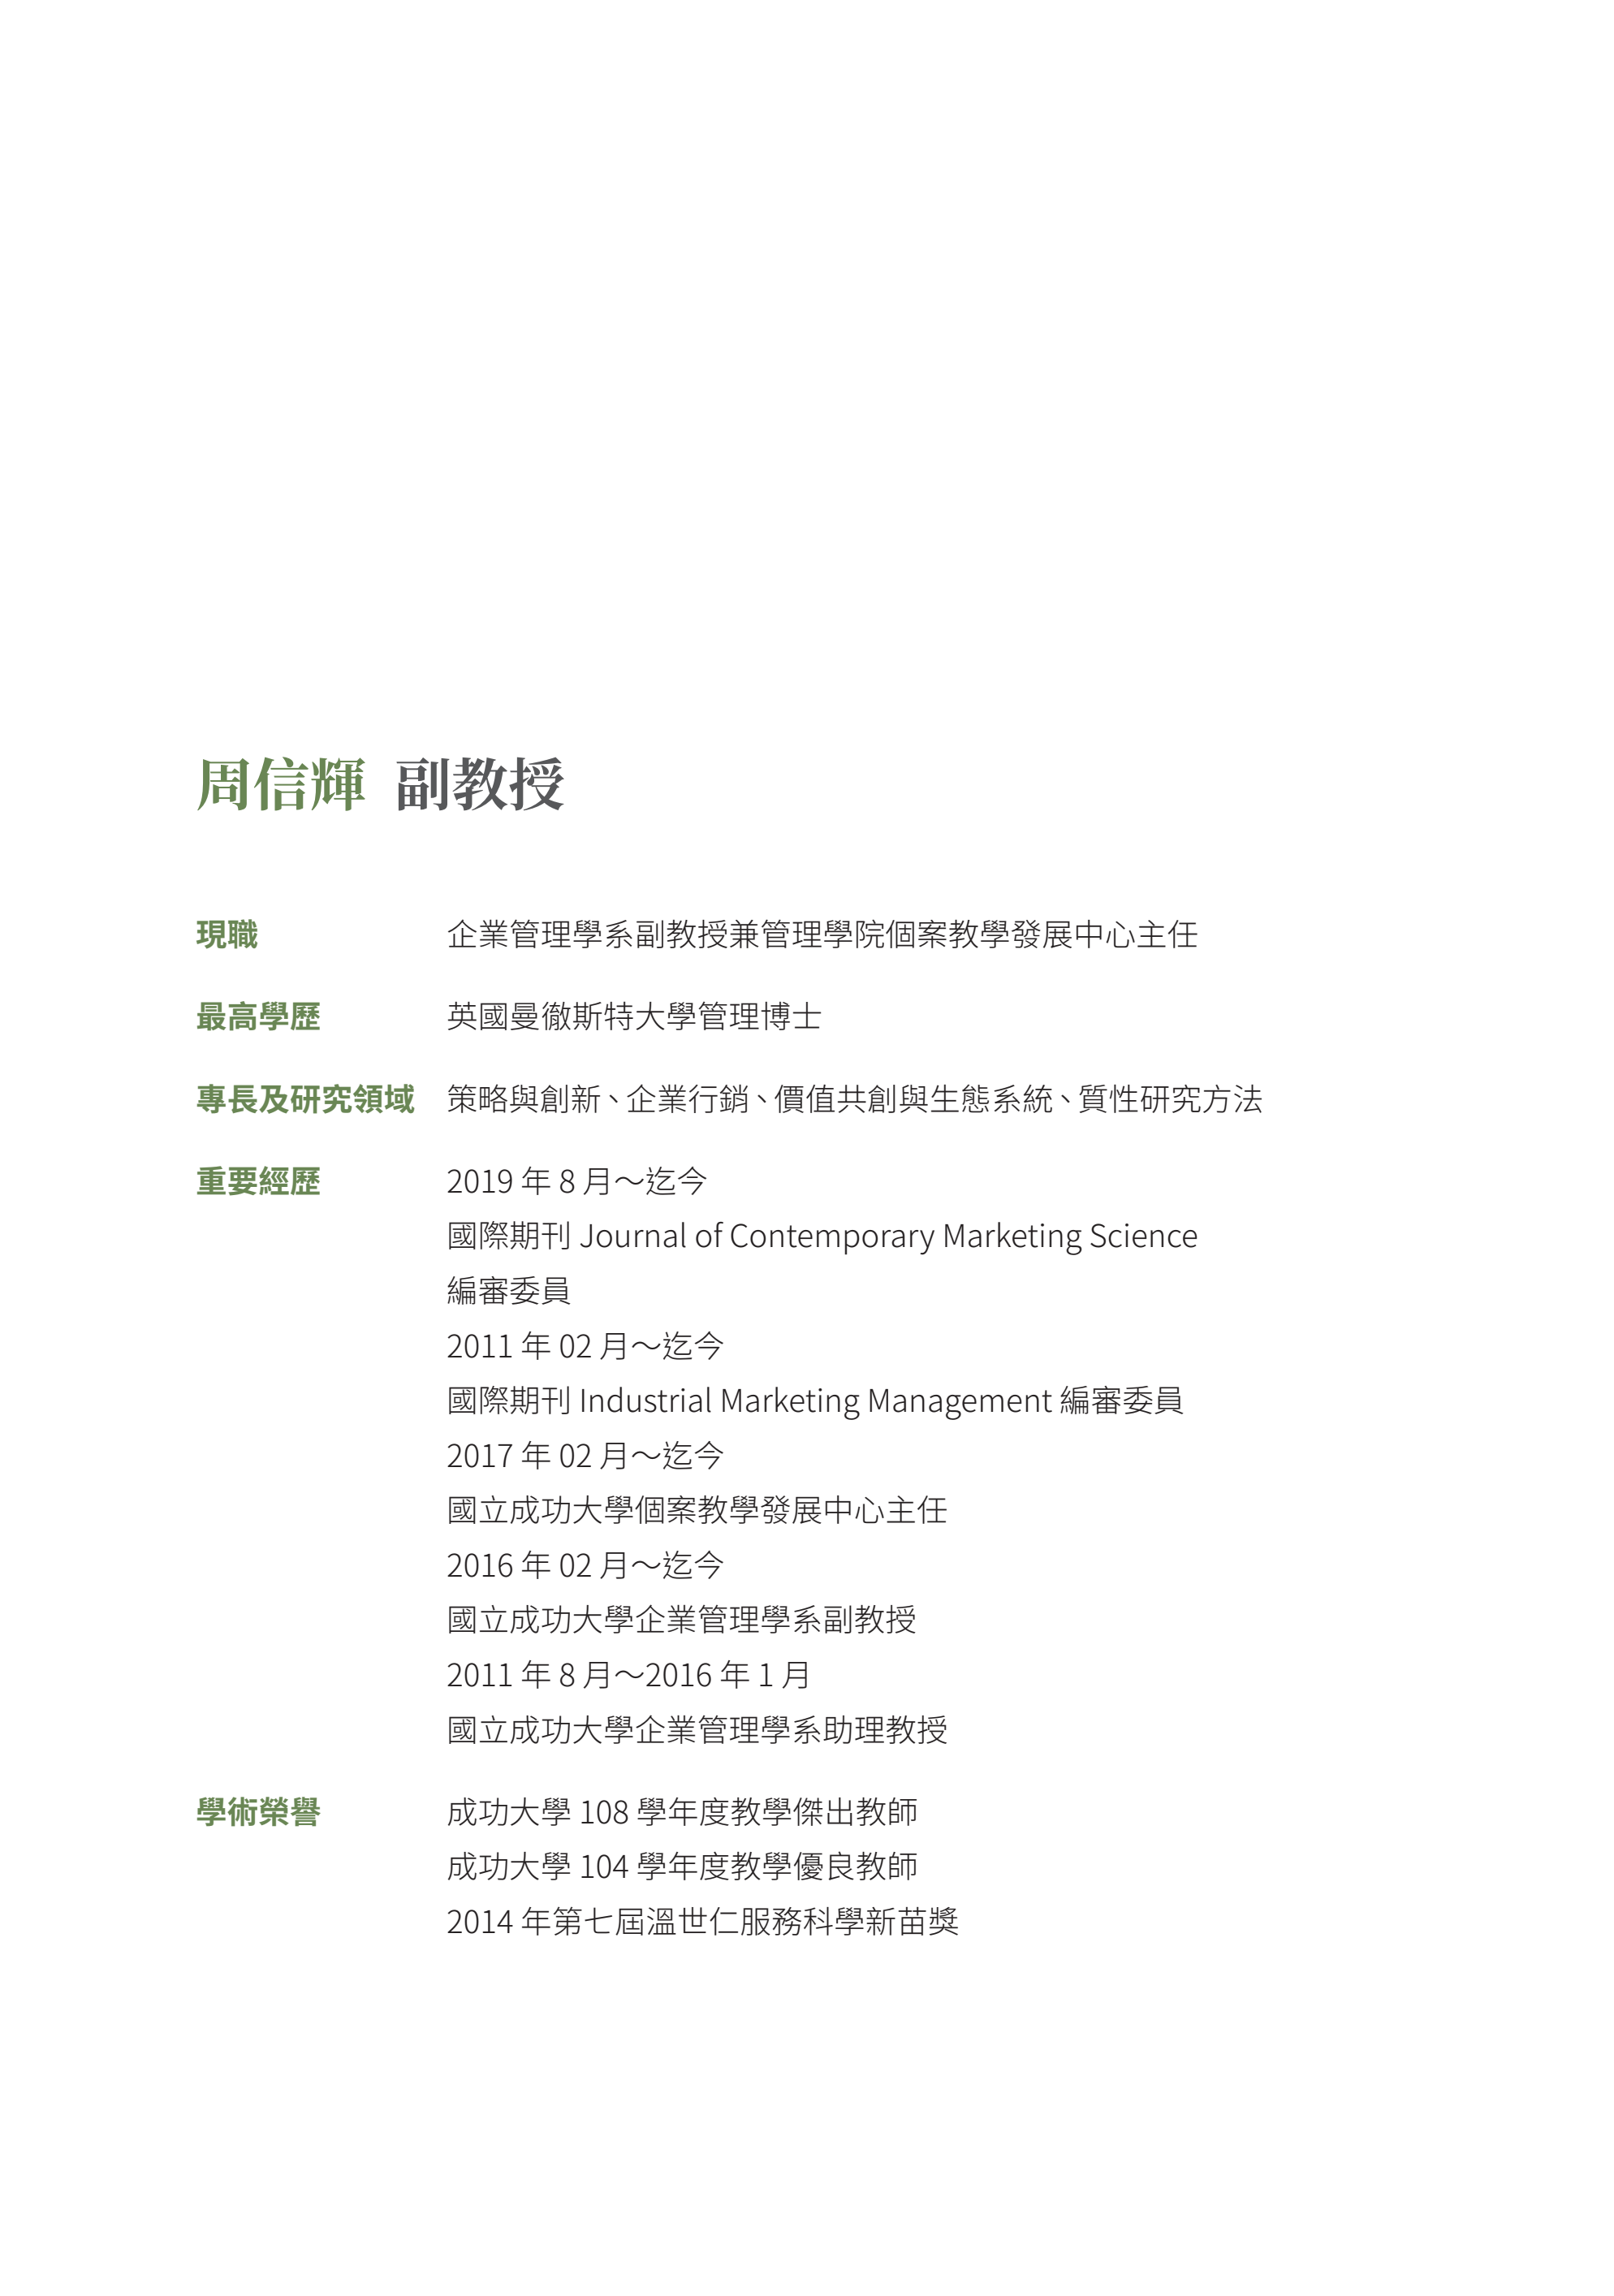 周信輝 副教授
現職 企業管理學系副教授兼管理學院個案教學發展中心主任
最高學歷 英國曼徹斯特大學管理博士
專長及研究領域 策略與創新、企業行銷、價值共創與生態系統、質性研究方法
重要經歷 2019 年 8 月～迄今
國際期刊 Journal of Contemporary Marketing Science
編審委員
2011 年 02 月～迄今
國際期刊 Industrial Marketing Management 編審委員
2017 年 02 月～迄今
國立成功大學個案教學發展中心主任
2016 年 02 月～迄今
國立成功大學企業管理學系副教授
2011 年 8 月～2016 年 1 月
國立成功大學企業管理學系助理教授
學術榮譽 成功大學 108 學年度教學傑出教師
成功大學 104 學年度教學優良教師
2014 年第七屆溫世仁服務科學新苗獎